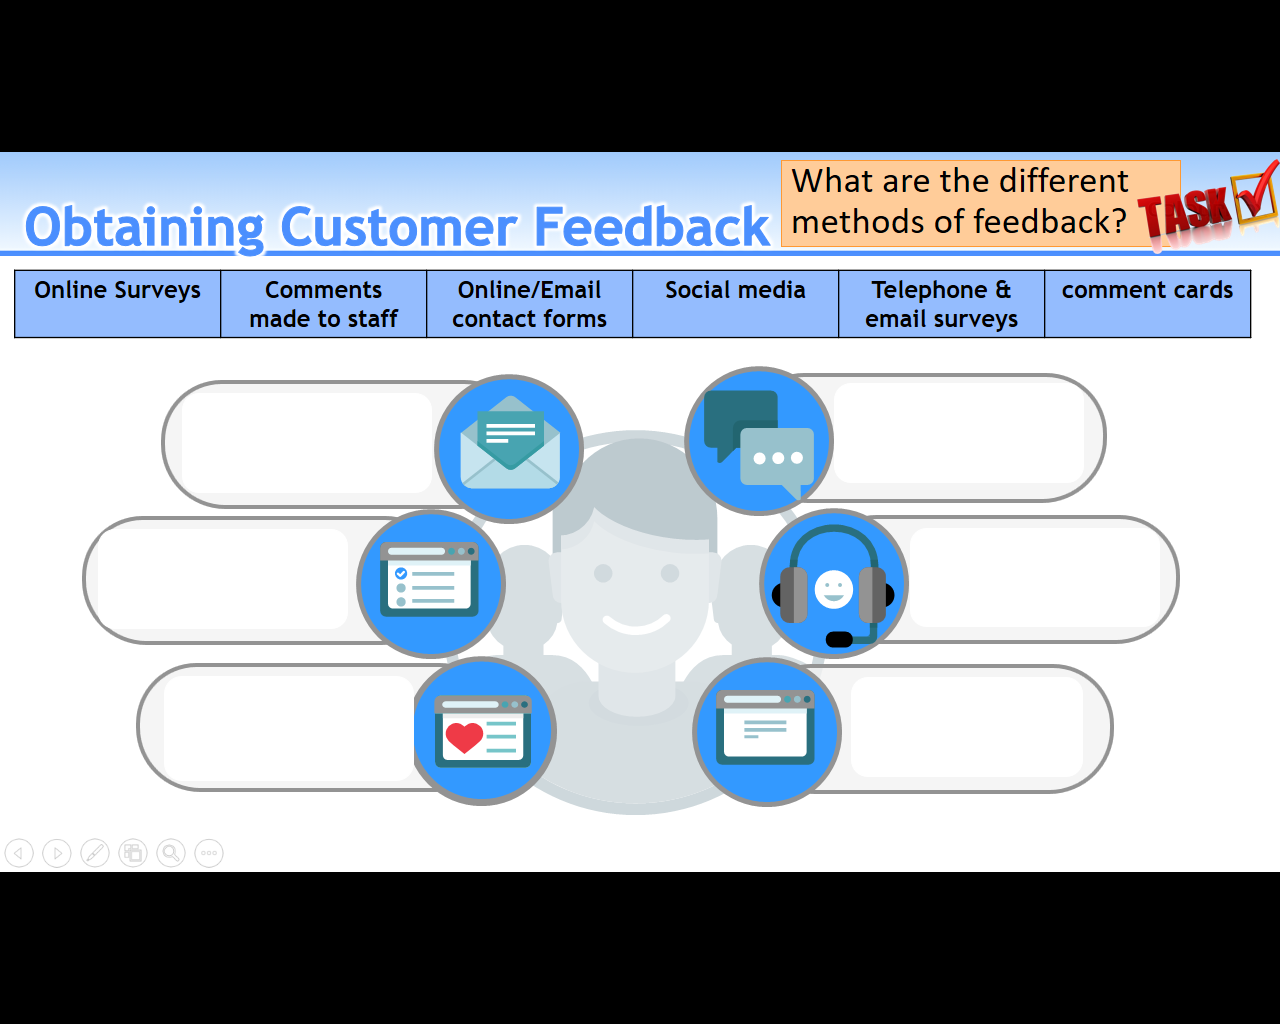 Obtaining Customer Feedback
What are the different
methods of feedback?
TASK
Online Surveys
Comments
made to staff
Online/Email
contact forms
Social media
Telephone &
email surveys
comment cards